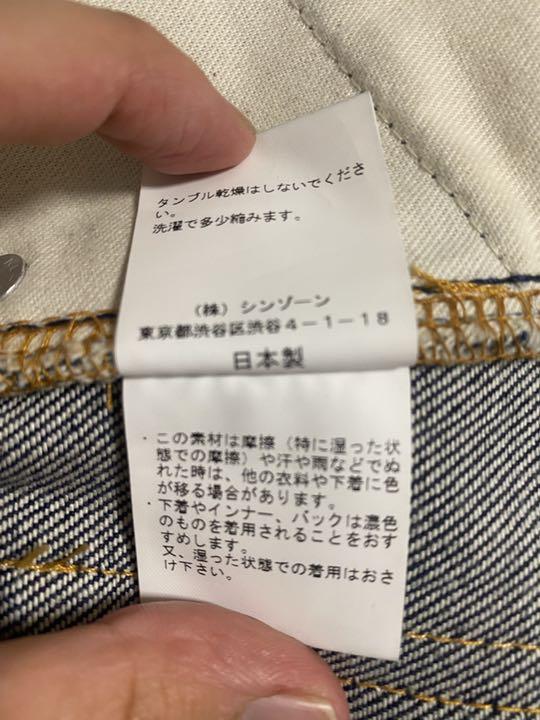 タンブル乾燥はしないでくださ
い。
洗濯で多少縮みます。
(株) シンゾーン
東京都渋谷区渋谷4-1-18
日本製
・この素材は摩擦（特に湿った状
態での摩擦）や汗や雨などでぬ
れた時は、他の衣料や下着に色
が移る場合があります。
・下着やインナー、バックは濃色
のものを着用されることをおす
すめします。
又、湿った状態での着用はおさ
け下さい。